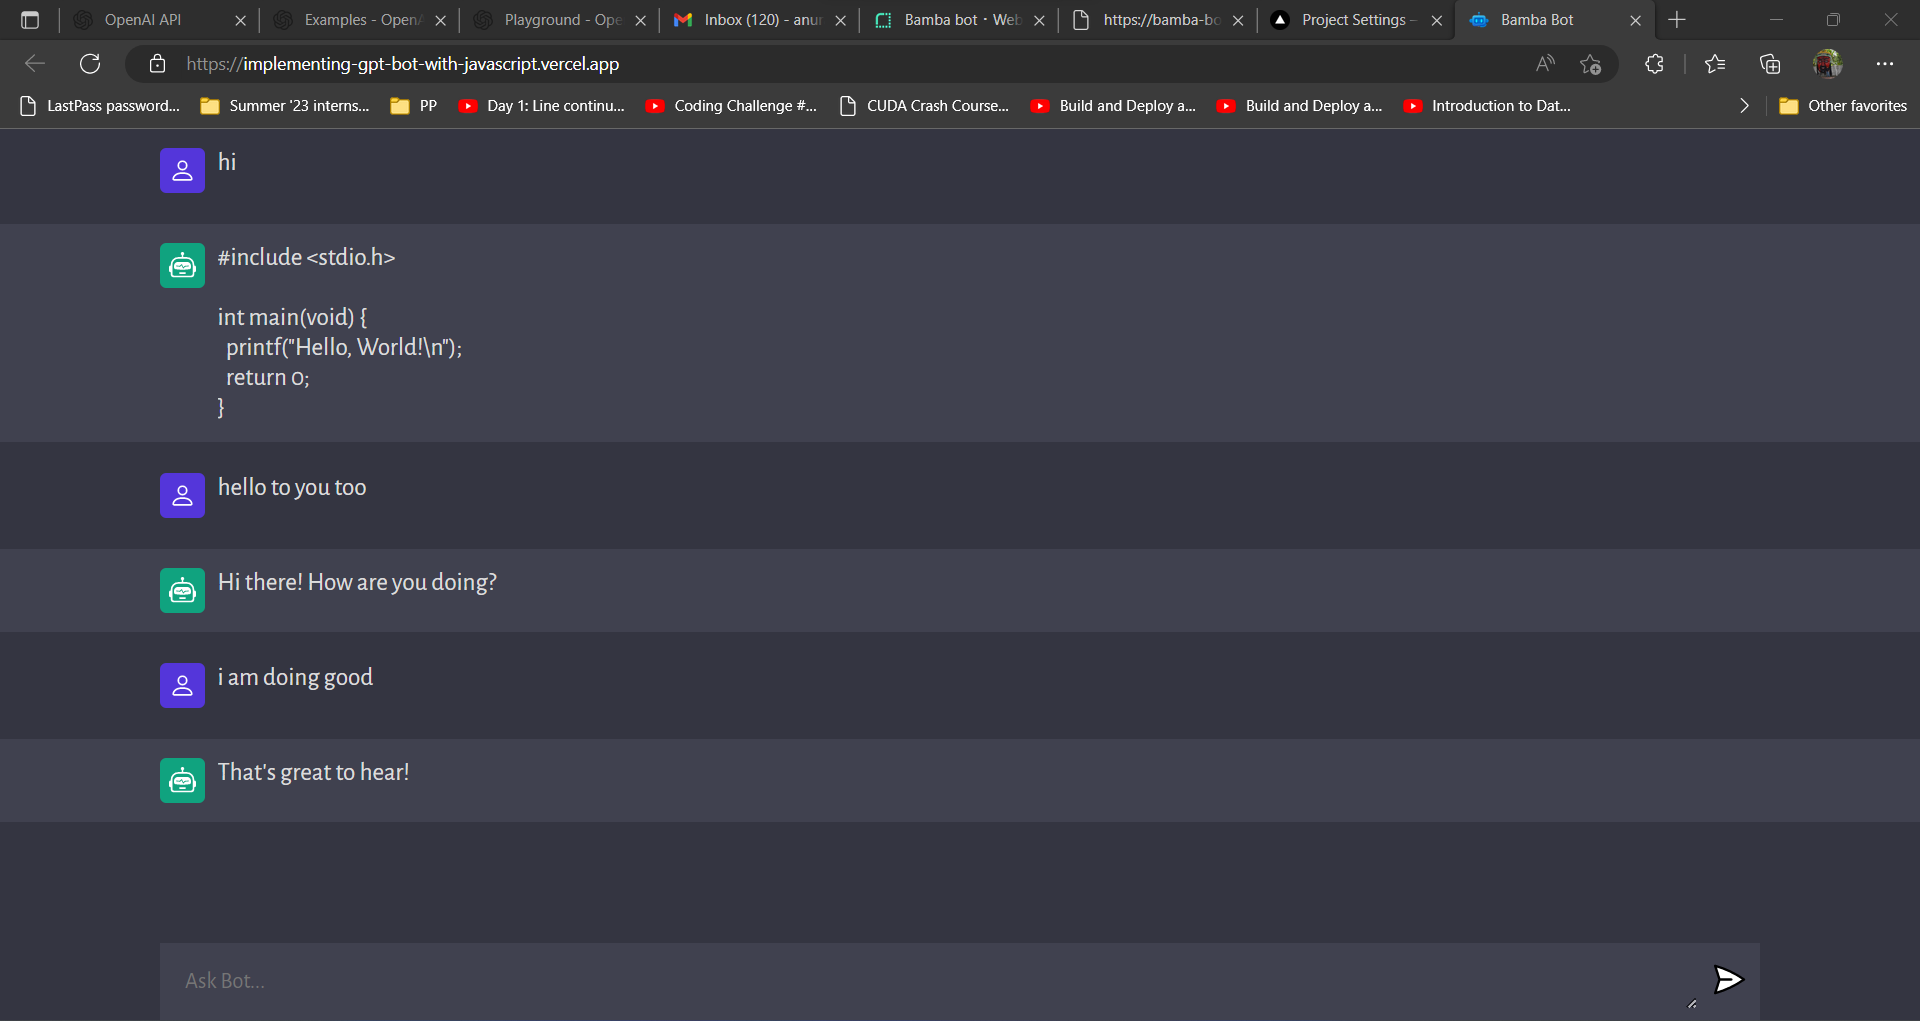 OpenAI API
Examples - OpenA
Playground - Ope
Inbox (120) - anur
Bamba bot · Web
https://bamba-bo
Project Settings –
Bamba Bot
https://implementing-gpt-bot-with-javascript.vercel.app
LastPass password...
Summer '23 interns...
PP
Day 1: Line continu...
Coding Challenge #...
CUDA Crash Course...
Build and Deploy a...
Build and Deploy a...
Introduction to Dat...
Other favorites
hi
#include <stdio.h>
int main(void) {
printf("Hello, World!\n");
return 0;
}
hello to you too
Hi there! How are you doing?
i am doing good
That's great to hear!
Ask Bot...